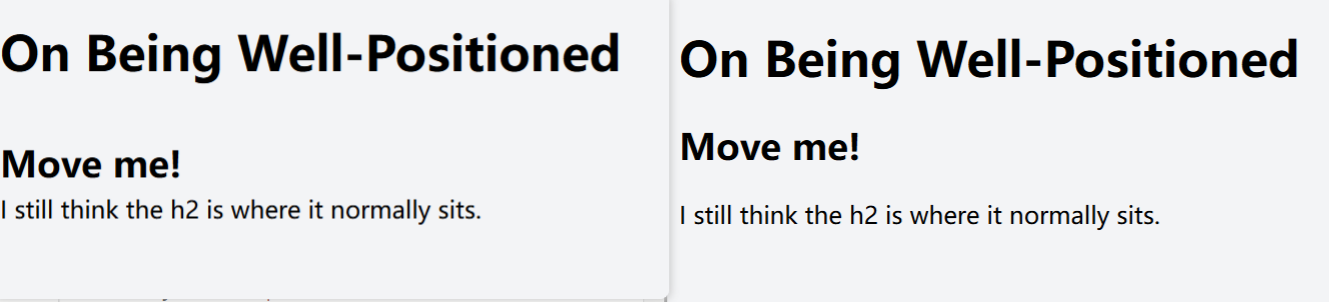 On Being Well-Positioned
Move me!
I still think the h2 is where it normally sits.
On Being Well-Positioned
Move me!
I still think the h2 is where it normally sits.